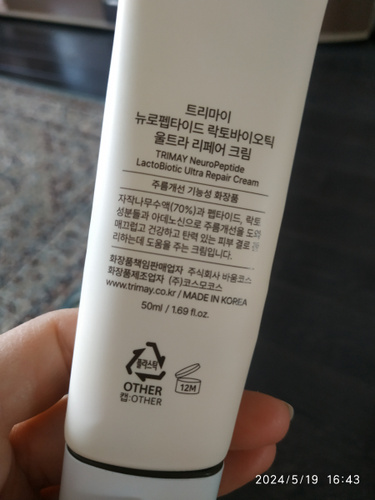 트리마이
뉴로펩타이드 락토바이오틱
울트라 리페어 크림
TRIMAY NeuroPeptide
LactoBiotic Ultra Repair Cream
주름개선 기능성 화장품
자작나무수액(70%)과 펩타이드, 락토
성분들과 아데노신으로 주름개선을 도와
매끄럽고 건강하고 탄력 있는 피부 결로
리하는데 도움을 주는 크림입니다.
화장품책임판매업자 주식회사 바움코스
화장품제조업자 (주)코스모코스
www.trimay.co.kr / MADE IN KOREA
50ml / 1.69 fl.oz.
플라스틱
OTHER
캡:OTHER
12M
2024/5/19 16:43